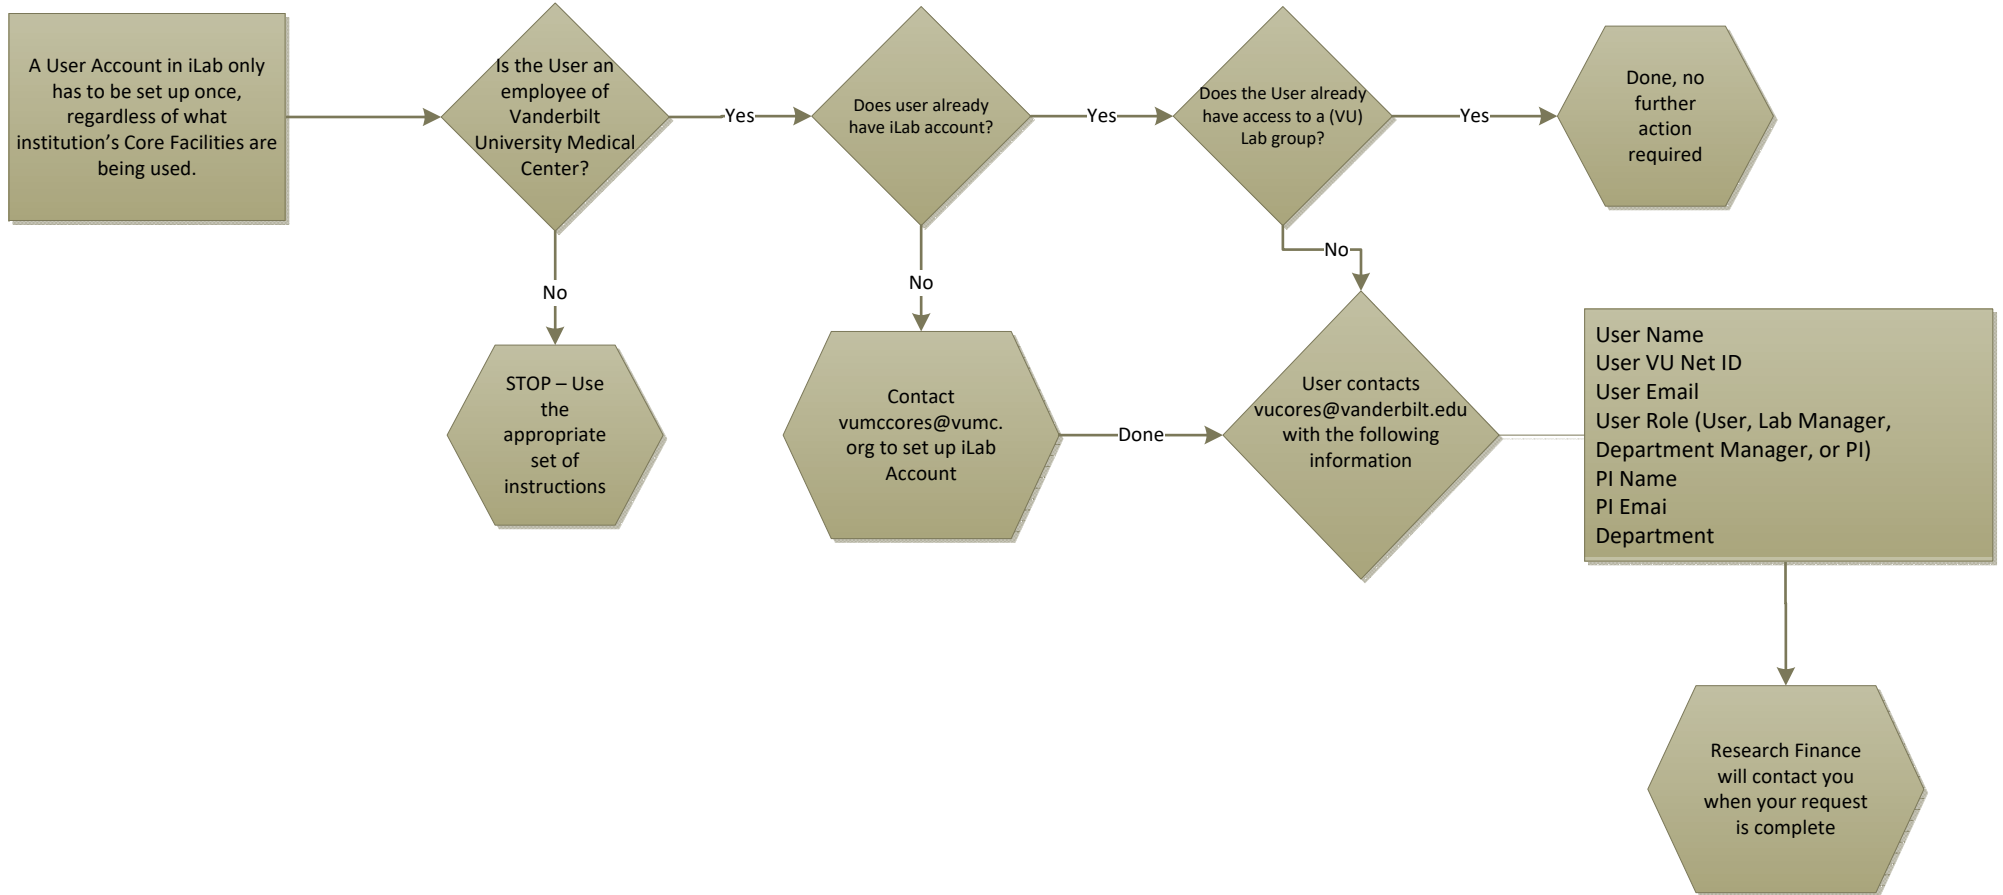 A User Account in iLab only
has to be set up once,
regardless of what
institution’s Core Facilities are
being used.
Is the User an
employee of
Vanderbilt
University Medical
Center?
Yes
Does user already
have iLab account?
Yes
Does the User already
have access to a (VU)
Lab group?
Yes
Done, no
further
action
required
No
No
No
STOP – Use
the
appropriate
set of
instructions
Contact
vumccores@vumc.
org to set up iLab
Account
Done
User contacts
vucores@vanderbilt.edu
with the following
information
User Name
User VU Net ID
User Email
User Role (User, Lab Manager,
Department Manager, or PI)
PI Name
PI Emai
Department
Research Finance
will contact you
when your request
is complete